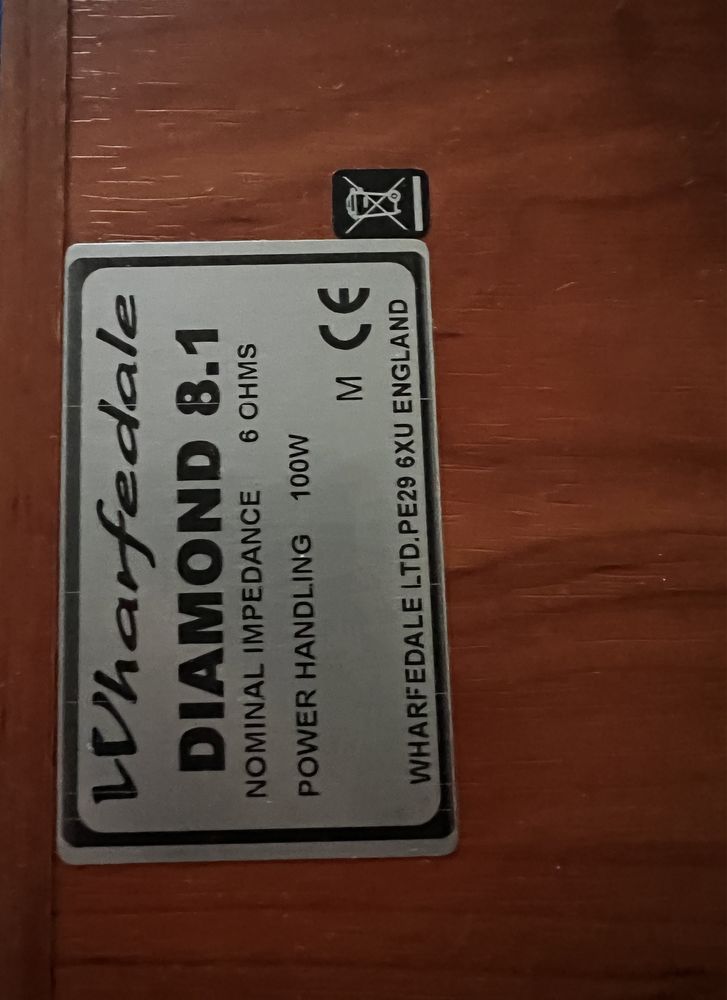 Wharfedale
DIAMOND 8.1
NOMINAL IMPEDANCE 6 OHMS
POWER HANDLING 100W
M CE
WHARFEDALE LTD.PE29 6XU ENGLAND